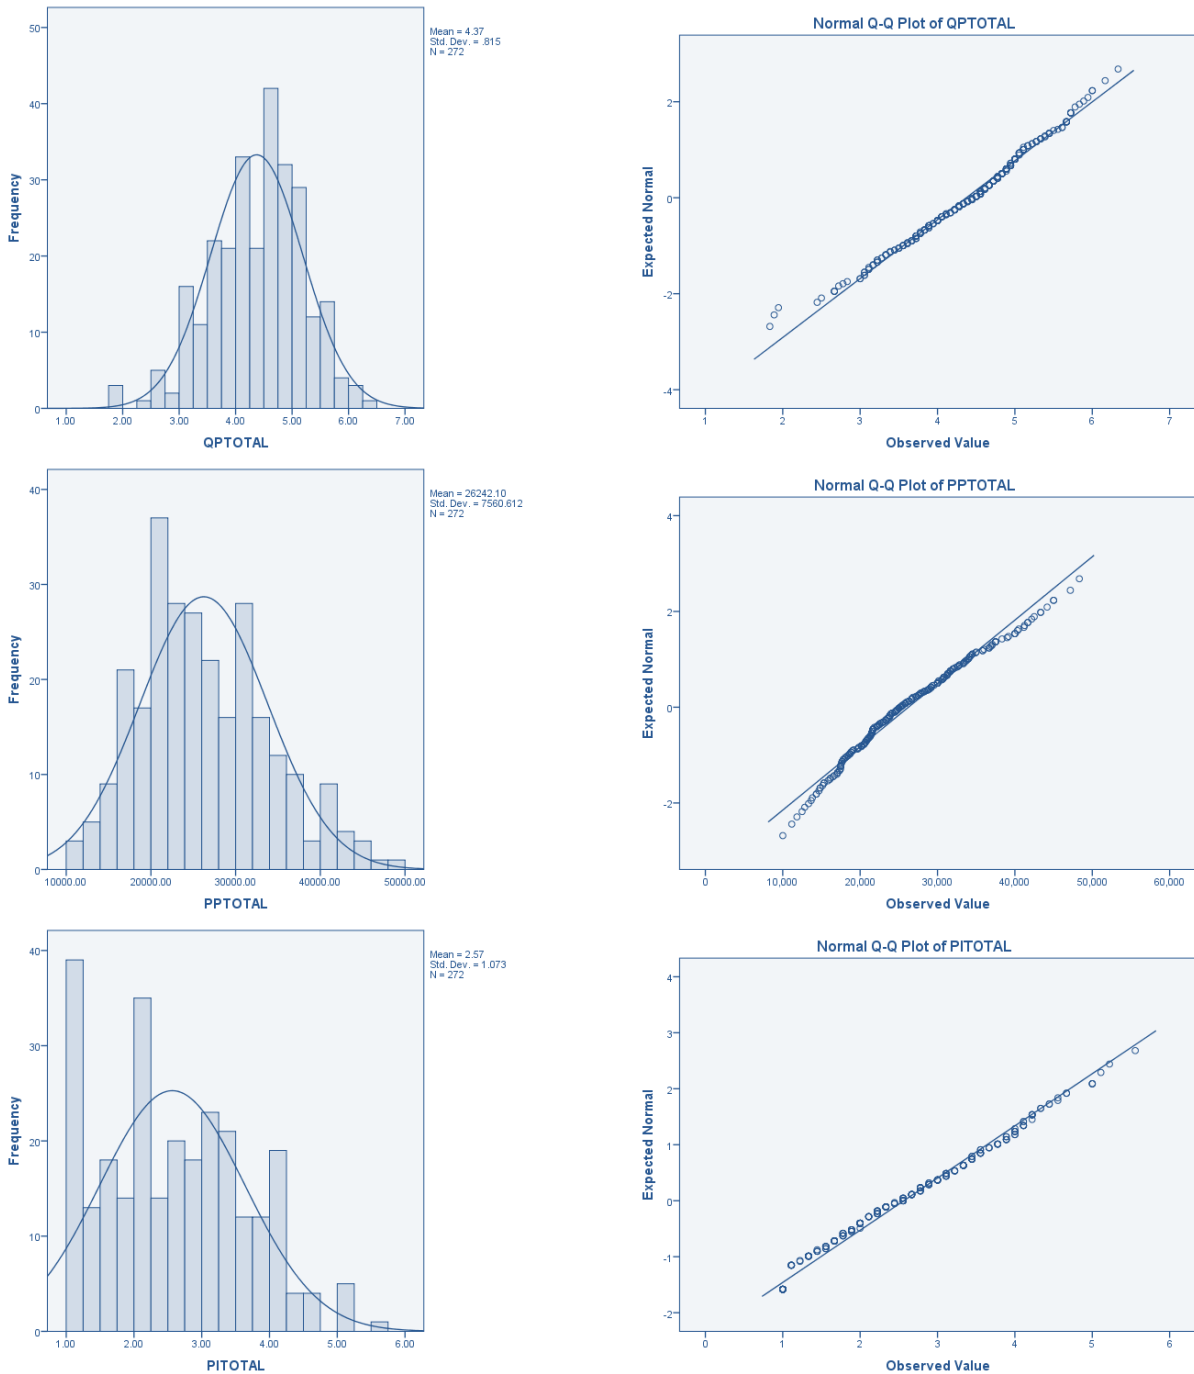 50
40
30
20
10
0
Frequency
1.00 2.00 3.00 4.00 5.00 6.00 7.00
QPTOTAL
Mean = 4.37
Std. Dev. = .815
N = 272
Normal Q-Q Plot of QPTOTAL
2
0
-2
-4
Expected Normal
1 2 3 4 5 6 7
Observed Value
40
30
20
10
0
Frequency
10000.00 20000.00 30000.00 40000.00 50000.00
PPTOTAL
Mean = 26242.10
Std. Dev. = 7560.612
N = 272
Normal Q-Q Plot of PPTOTAL
4
2
0
-2
Expected Normal
0 10,000 20,000 30,000 40,000 50,000 60,000
Observed Value
40
30
20
10
0
Frequency
1.00 2.00 3.00 4.00 5.00 6.00
PITOTAL
Mean = 2.57
Std. Dev. = 1.073
N = 272
Normal Q-Q Plot of PITOTAL
4
3
2
1
0
-1
-2
Expected Normal
0 1 2 3 4 5 6
Observed Value